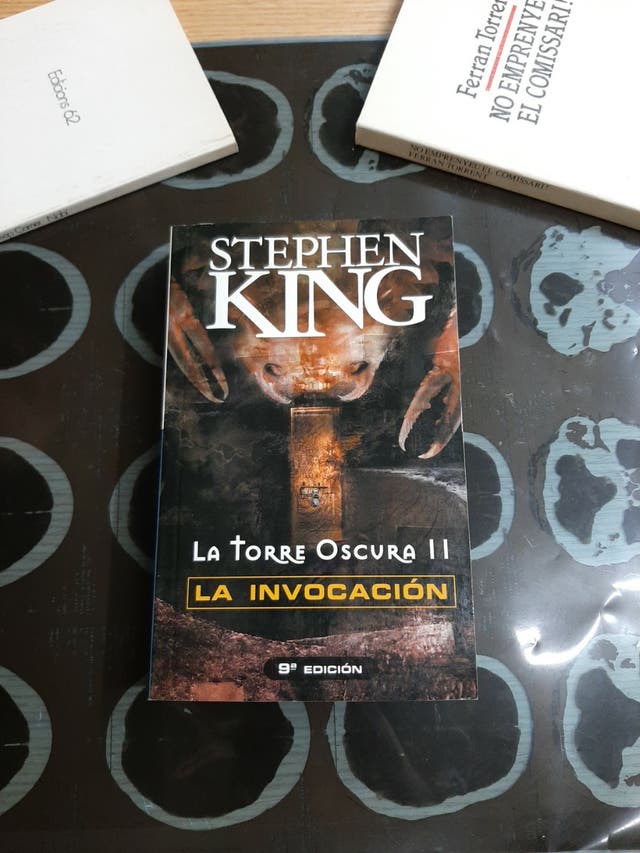 Edicions 62
Ferran Torren
NO EMPRENYEU
EL COMISSARI!
NO EMPRENYEU EL COMISSARI!
FERRAN TORRENT
STEPHEN
KING
LA TORRE OSCURA II
LA INVOCACIÓN
9ª EDICIÓN